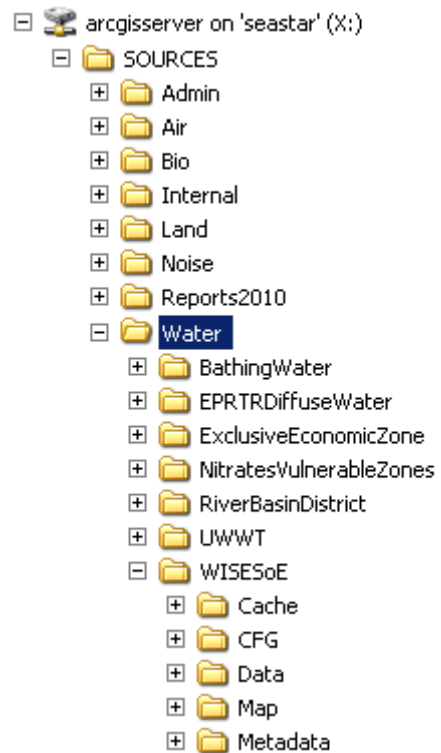 arcgisserver on 'seastar' (X:)
SOURCES
Admin
Air
Bio
Internal
Land
Noise
Reports2010
Water
BathingWater
EPRTRDiffuseWater
ExclusiveEconomicZone
NitratesVulnerableZones
RiverBasinDistrict
UWWT
WISESoE
Cache
CFG
Data
Map
Metadata